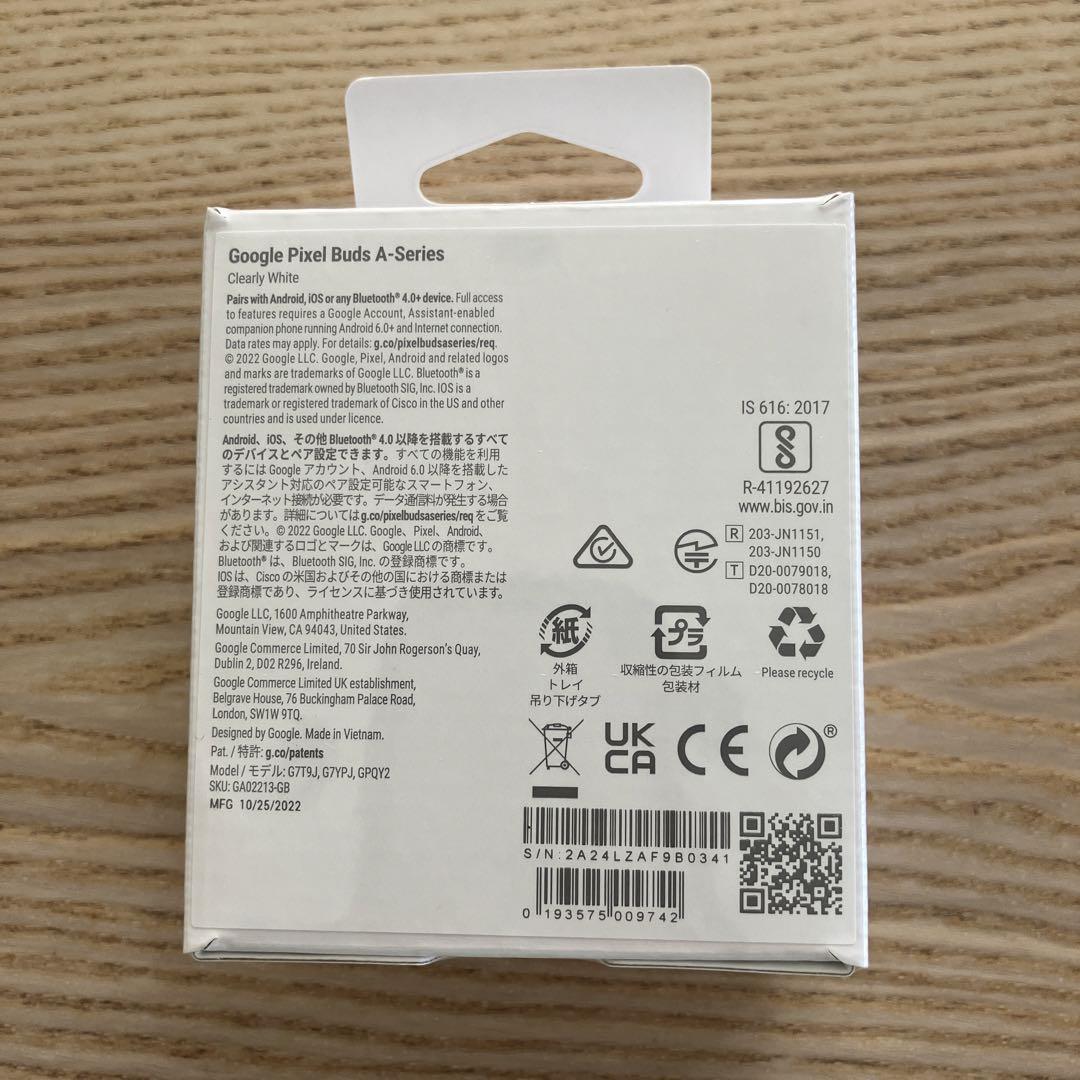 Google Pixel Buds A-Series
Clearly White
Pairs with Android, iOS or any Bluetooth® 4.0+ device. Full access
to features requires a Google Account, Assistant-enabled
companion phone running Android 6.0+ and Internet connection.
Data rates may apply. For details: g.co/pixelbudsaseries/req.
© 2022 Google LLC. Google, Pixel, Android and related logos
and marks are trademarks of Google LLC. Bluetooth® is a
registered trademark owned by Bluetooth SIG, Inc. IOS is a
trademark or registered trademark of Cisco in the US and other
countries and is used under licence.
Android、iOS、その他 Bluetooth® 4.0 以降を搭載するすべて
のデバイスとペア設定できます。すべての機能を利用
するには Google アカウント、Android 6.0 以降を搭載した
アシスタント対応のペア設定可能なスマートフォン、
インターネット接続が必要です。データ通信料が発生する場合
があります。詳細についてはg.co/pixelbudsaseries/req をご覧
ください。© 2022 Google LLC. Google、Pixel、Android、
および関連するロゴとマークは、Google LLC の商標です。
Bluetooth® は、Bluetooth SIG, Inc. の登録商標です。
IOS は、Cisco の米国およびその他の国における商標または
登録商標であり、ライセンスに基づき使用されています。
Google LLC, 1600 Amphitheatre Parkway,
Mountain View, CA 94043, United States.
Google Commerce Limited, 70 Sir John Rogerson's Quay,
Dublin 2, D02 R296, Ireland.
Google Commerce Limited UK establishment,
Belgrave House, 76 Buckingham Palace Road,
London, SW1W 9TQ.
Designed by Google. Made in Vietnam.
Pat. / 特許: g.co/patents
Model / モデル: G7T9J, G7YPJ, GPQY2
SKU: GA02213-GB
MFG 10/25/2022
IS 616: 2017
R-41192627
www.bis.gov.in
R 203-JN1151,
203-JN1150
T D20-0079018,
D20-0078018
紙
外箱
トレイ
吊り下げタブ
プラ
収縮性の包装フィルム
包装材
Please recycle
UK
CA
CE
®
S/N:2A24LZAF9B0341
0 193575 009742